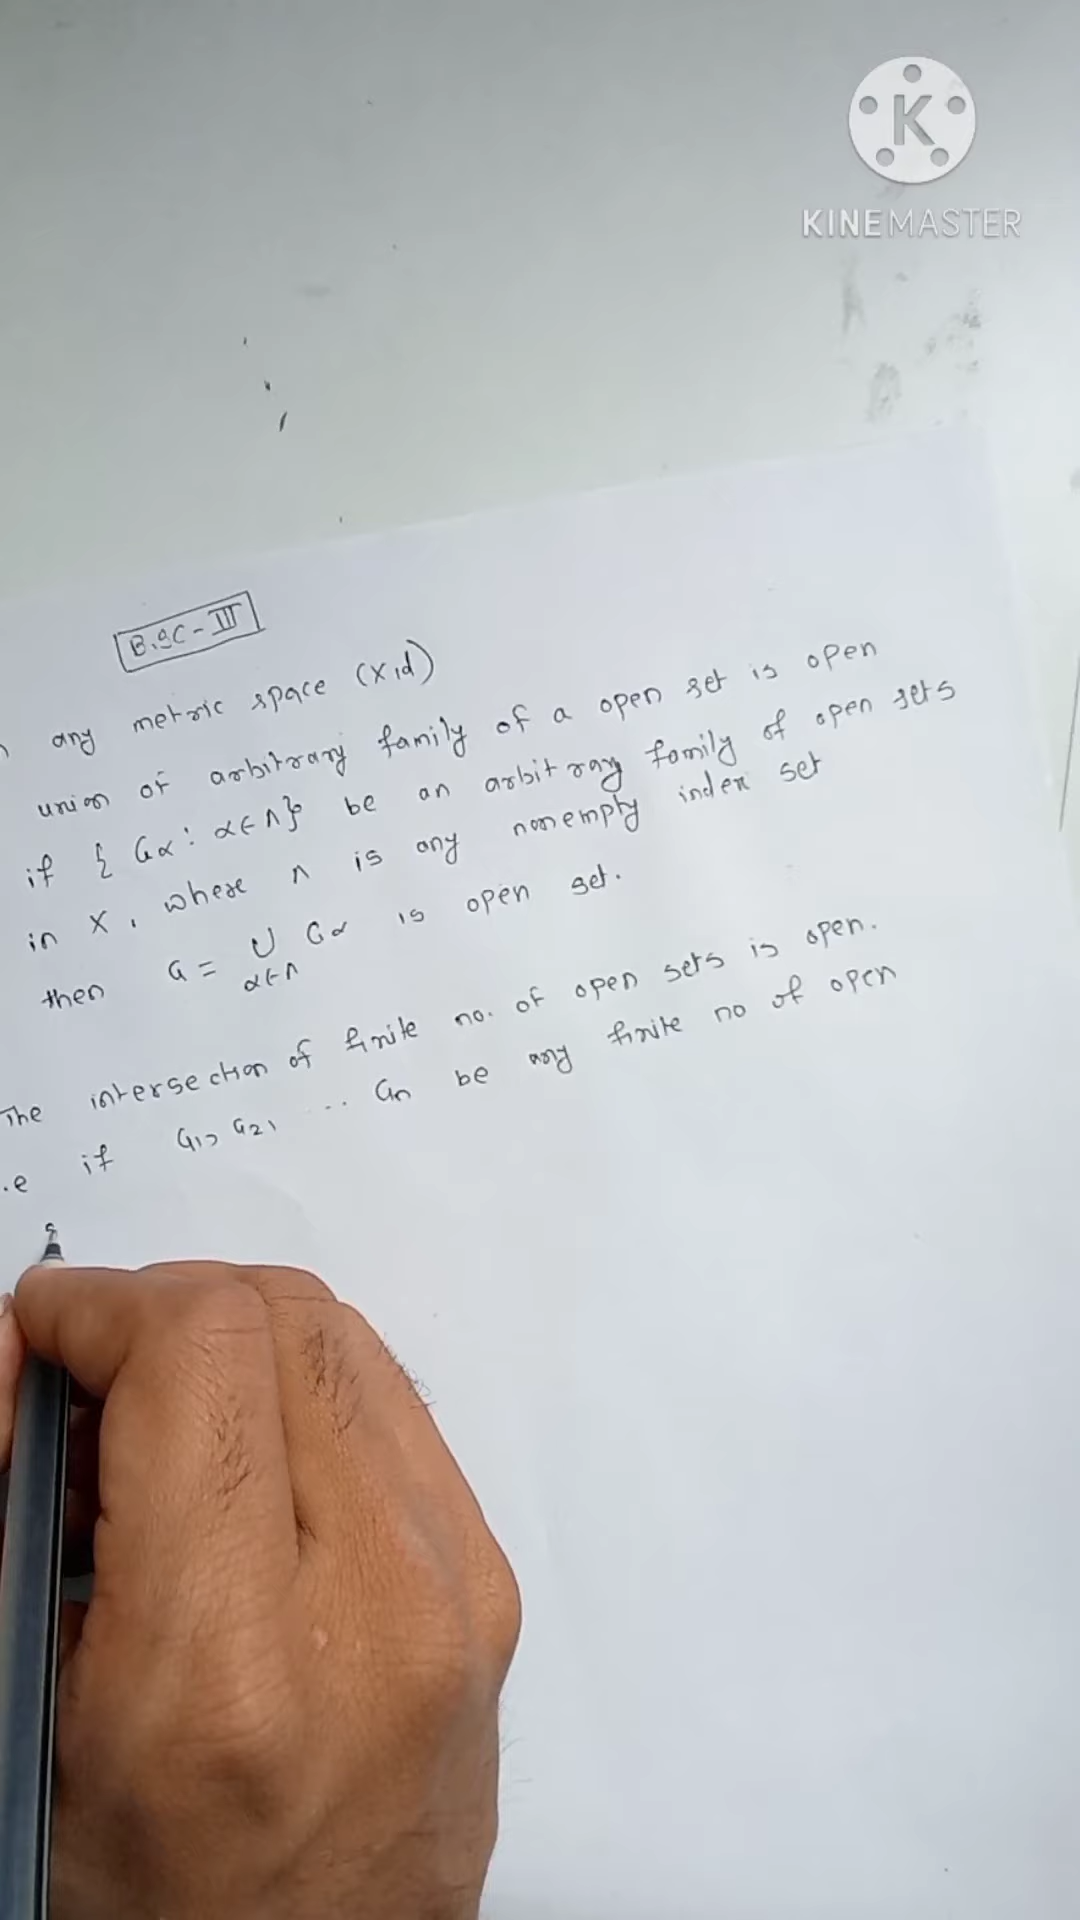 K
KINEMASTER
B.SC-III
any metric space (X,d)
union of arbitrary family of a open set is open
if { Gα : α∈Λ} be an arbitrary family of open sets
in X, where Λ is any nonempty index set
then G = ∪ Gα is open set.
α∈Λ
The intersection of finite no. of open sets is open.
.e if G1, G2, ... Gn be any finite no of open
s